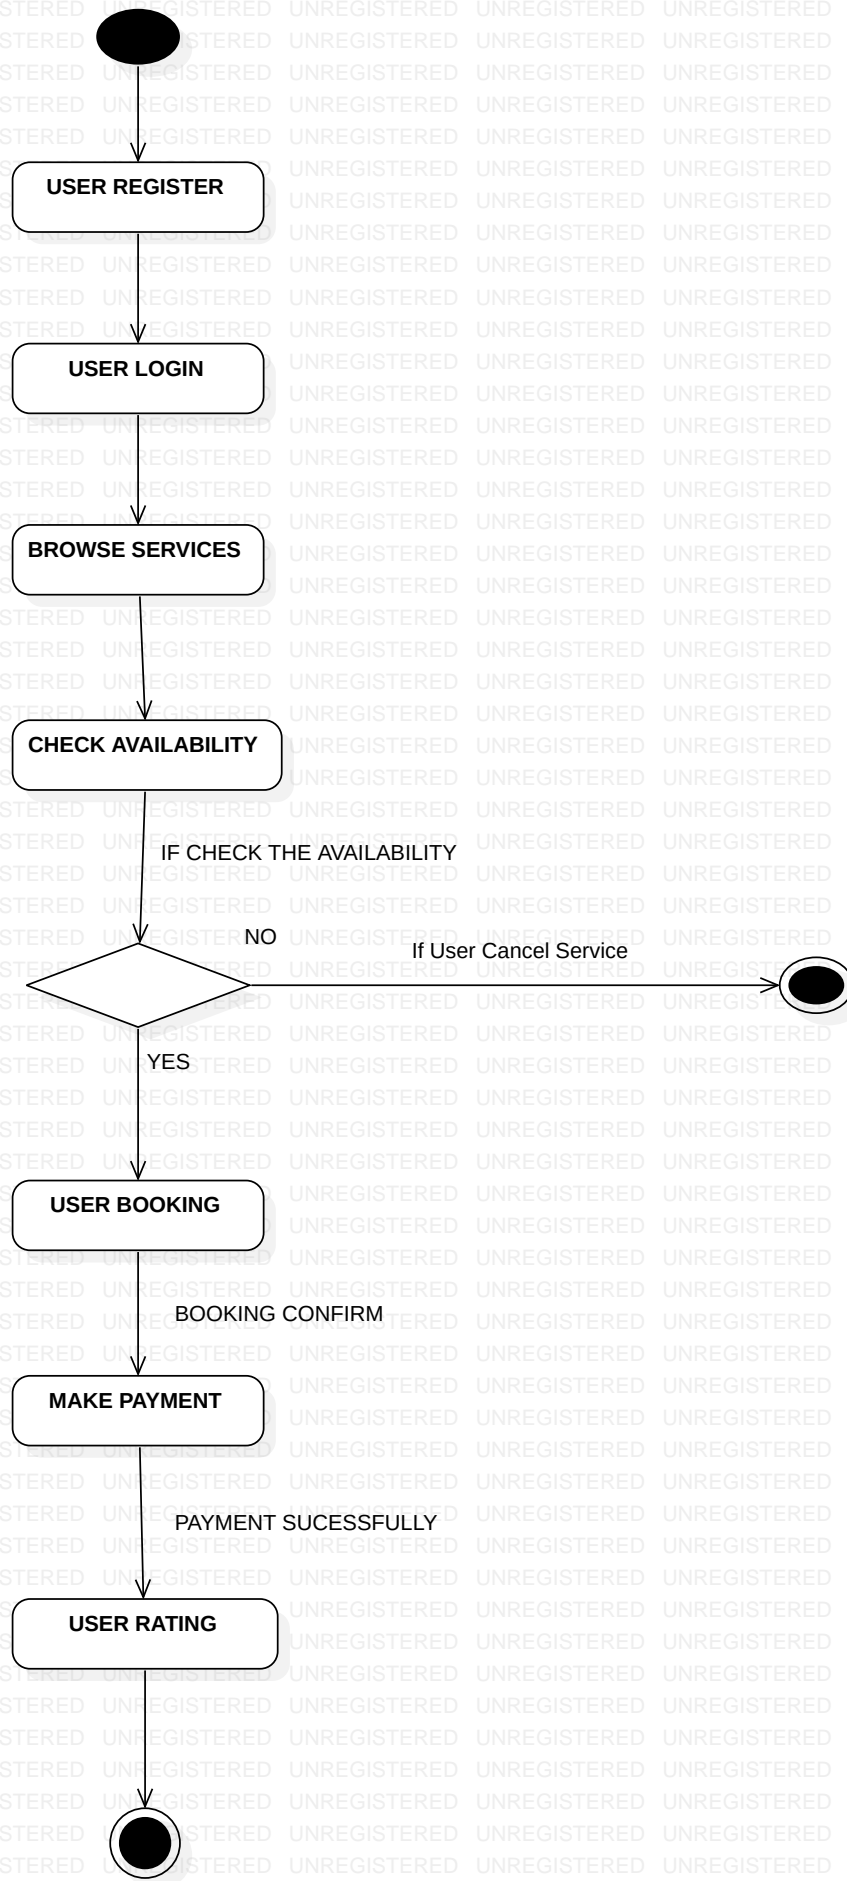 USER REGISTER
USER LOGIN
BROWSE SERVICES
CHECK AVAILABILITY
IF CHECK THE AVAILABILITY
NO
If User Cancel Service
YES
USER BOOKING
BOOKING CONFIRM
MAKE PAYMENT
PAYMENT SUCESSFULLY
USER RATING
UNREGISTERED